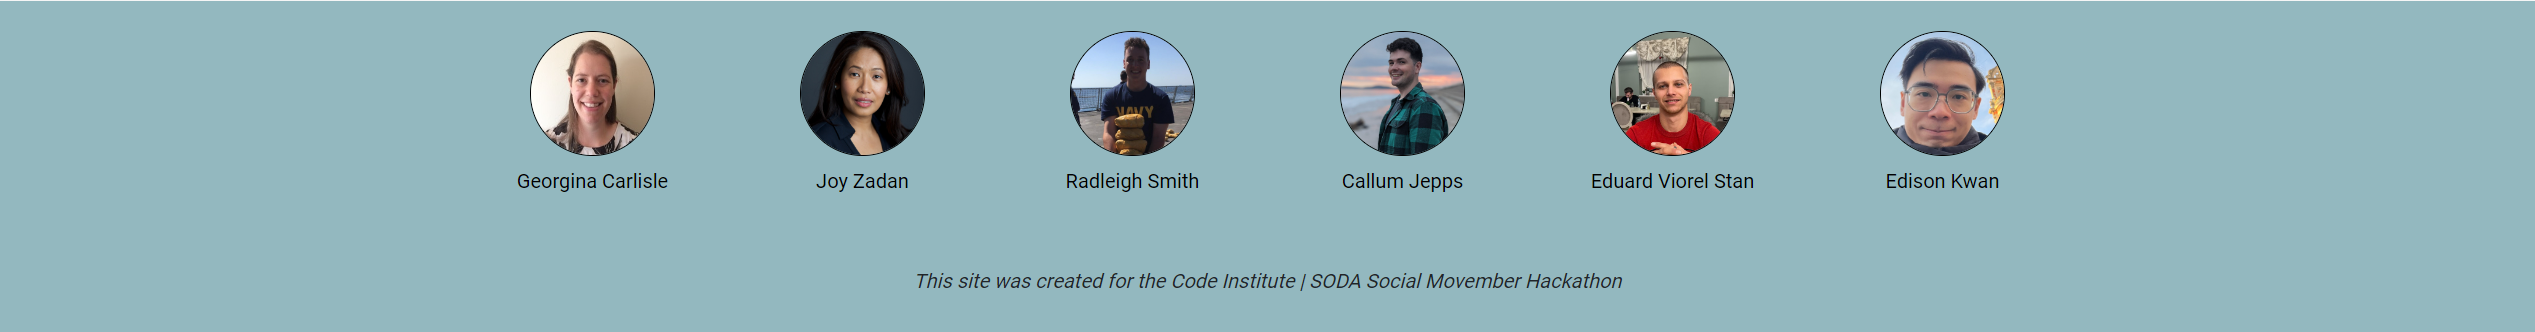 NAVY
Georgina Carlisle
Joy Zadan
Radleigh Smith
Callum Jepps
Eduard Viorel Stan
Edison Kwan
This site was created for the Code Institute | SODA Social Movember Hackathon